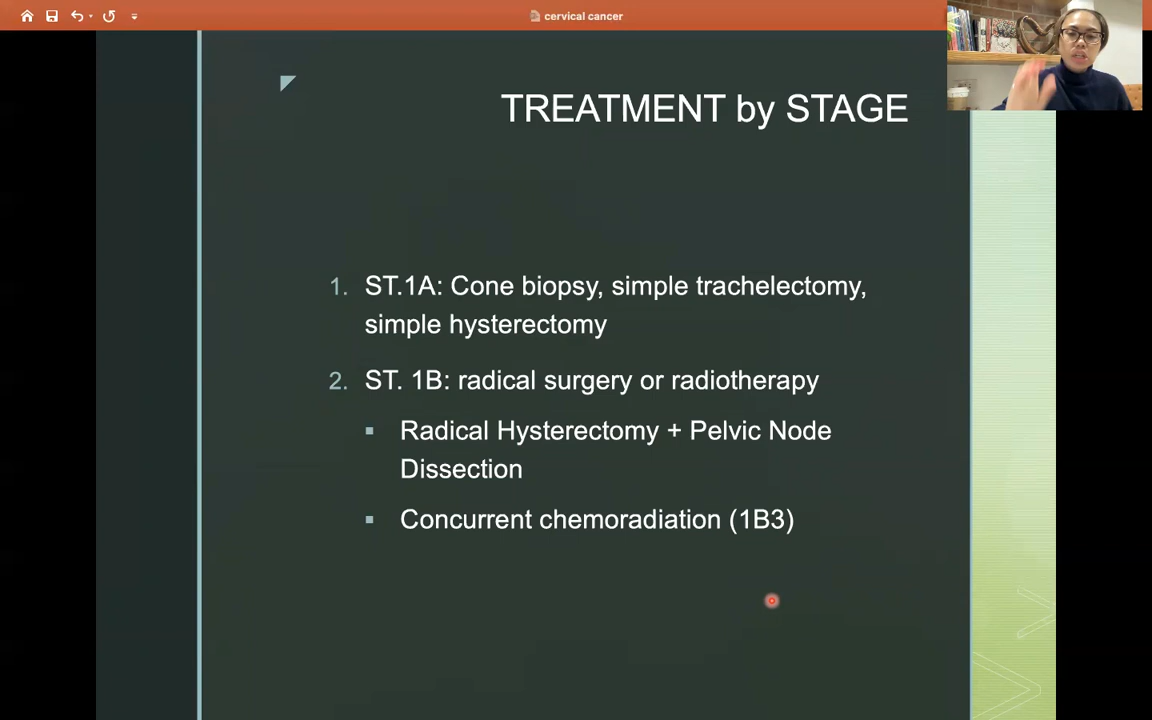 cervical cancer
TREATMENT by STAGE
1. ST.1A: Cone biopsy, simple trachelectomy,
simple hysterectomy
2. ST. 1B: radical surgery or radiotherapy
▪ Radical Hysterectomy + Pelvic Node
Dissection
▪ Concurrent chemoradiation (1B3)